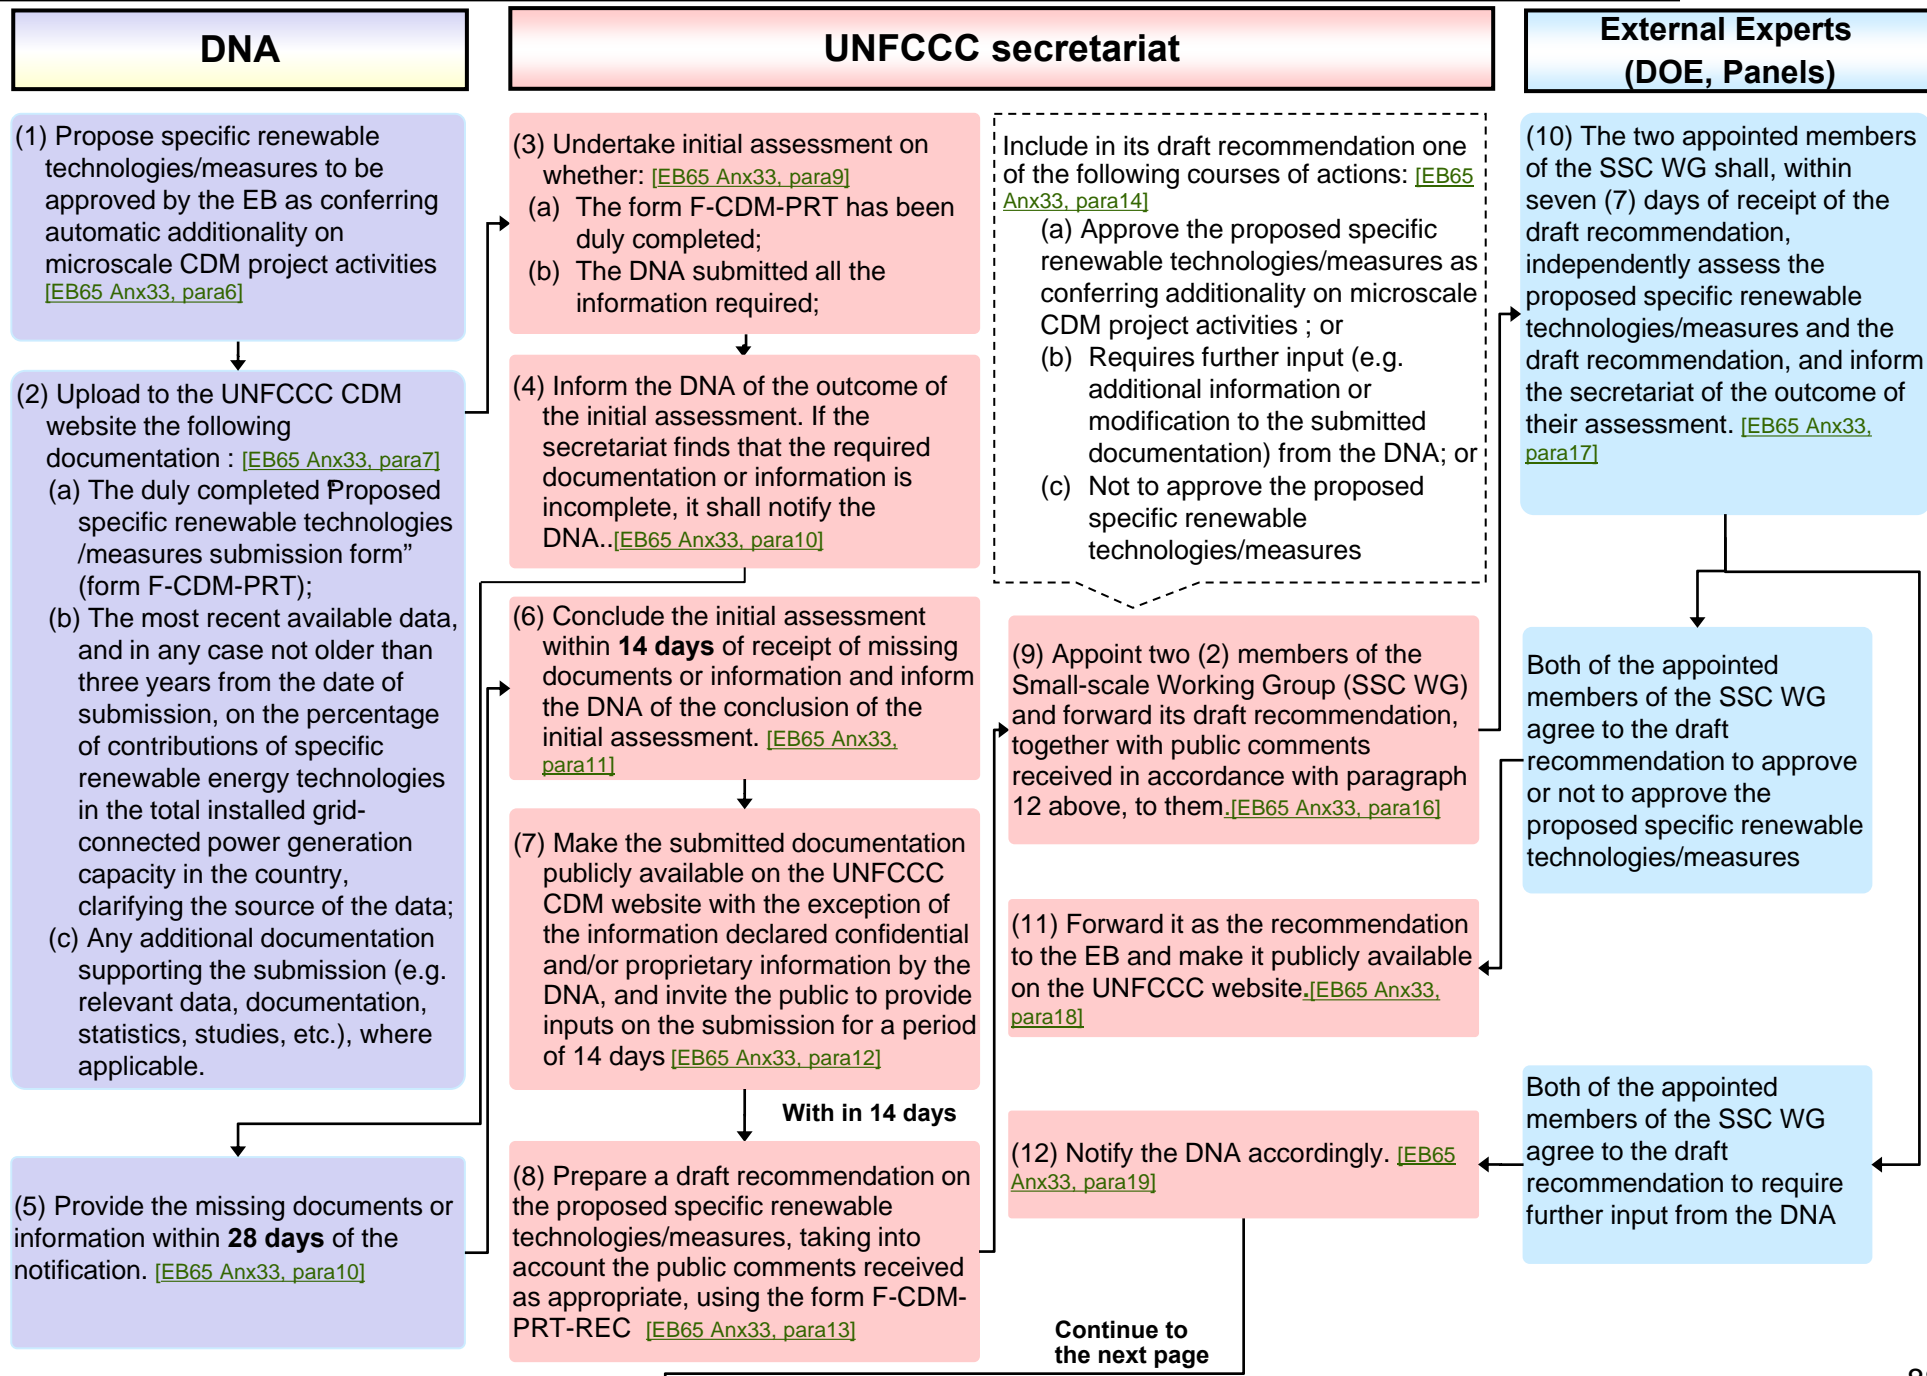 DNA
UNFCCC secretariat
External Experts
(DOE, Panels)
(1) Propose specific renewable
technologies/measures to be
approved by the EB as conferring
automatic additionality on
microscale CDM project activities
[EB65 Anx33, para6]
(2) Upload to the UNFCCC CDM
website the following
documentation : [EB65 Anx33, para7]
(a) The duly completed “Proposed
specific renewable technologies
/measures submission form”
(form F-CDM-PRT);
(b) The most recent available data,
and in any case not older than
three years from the date of
submission, on the percentage
of contributions of specific
renewable energy technologies
in the total installed grid-
connected power generation
capacity in the country,
clarifying the source of the data;
(c) Any additional documentation
supporting the submission (e.g.
relevant data, documentation,
statistics, studies, etc.), where
applicable.
(5) Provide the missing documents or
information within 28 days of the
notification. [EB65 Anx33, para10]
(3) Undertake initial assessment on
whether: [EB65 Anx33, para9]
(a) The form F-CDM-PRT has been
duly completed;
(b) The DNA submitted all the
information required;
(4) Inform the DNA of the outcome of
the initial assessment. If the
secretariat finds that the required
documentation or information is
incomplete, it shall notify the
DNA..[EB65 Anx33, para10]
(6) Conclude the initial assessment
within 14 days of receipt of missing
documents or information and inform
the DNA of the conclusion of the
initial assessment. [EB65 Anx33,
para11]
(7) Make the submitted documentation
publicly available on the UNFCCC
CDM website with the exception of
the information declared confidential
and/or proprietary information by the
DNA, and invite the public to provide
inputs on the submission for a period
of 14 days [EB65 Anx33, para12]
With in 14 days
(8) Prepare a draft recommendation on
the proposed specific renewable
technologies/measures, taking into
account the public comments received
as appropriate, using the form F-CDM-
PRT-REC [EB65 Anx33, para13]
Include in its draft recommendation one
of the following courses of actions: [EB65
Anx33, para14]
(a) Approve the proposed specific
renewable technologies/measures as
conferring additionality on microscale
CDM project activities ; or
(b) Requires further input (e.g.
additional information or
modification to the submitted
documentation) from the DNA; or
(c) Not to approve the proposed
specific renewable
technologies/measures
(9) Appoint two (2) members of the
Small-scale Working Group (SSC WG)
and forward its draft recommendation,
together with public comments
received in accordance with paragraph
12 above, to them.[EB65 Anx33, para16]
(11) Forward it as the recommendation
to the EB and make it publicly available
on the UNFCCC website.[EB65 Anx33,
para18]
(12) Notify the DNA accordingly. [EB65
Anx33, para19]
Continue to
the next page
(10) The two appointed members
of the SSC WG shall, within
seven (7) days of receipt of the
draft recommendation,
independently assess the
proposed specific renewable
technologies/measures and the
draft recommendation, and inform
the secretariat of the outcome of
their assessment. [EB65 Anx33,
para17]
Both of the appointed
members of the SSC WG
agree to the draft
recommendation to approve
or not to approve the
proposed specific renewable
technologies/measures
Both of the appointed
members of the SSC WG
agree to the draft
recommendation to require
further input from the DNA